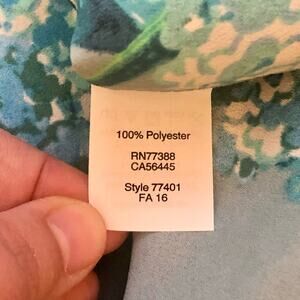 100% Polyester
RN77388
CA56445
Style 77401
FA 16